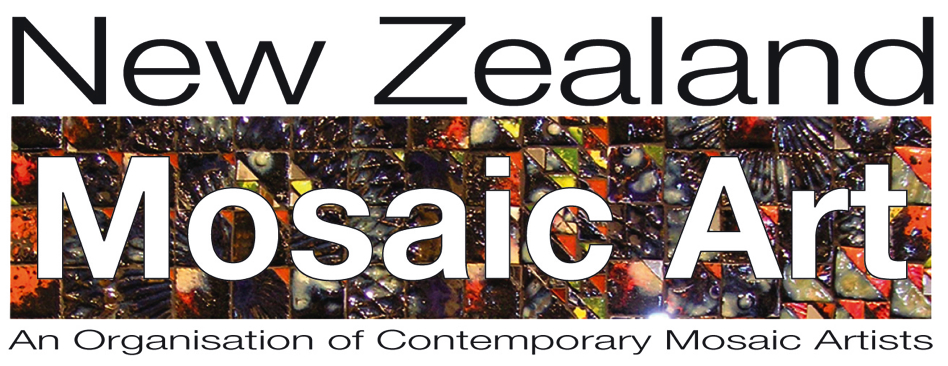 New Zealand
Mosaic Art
An Organisation of Contemporary Mosaic Artists